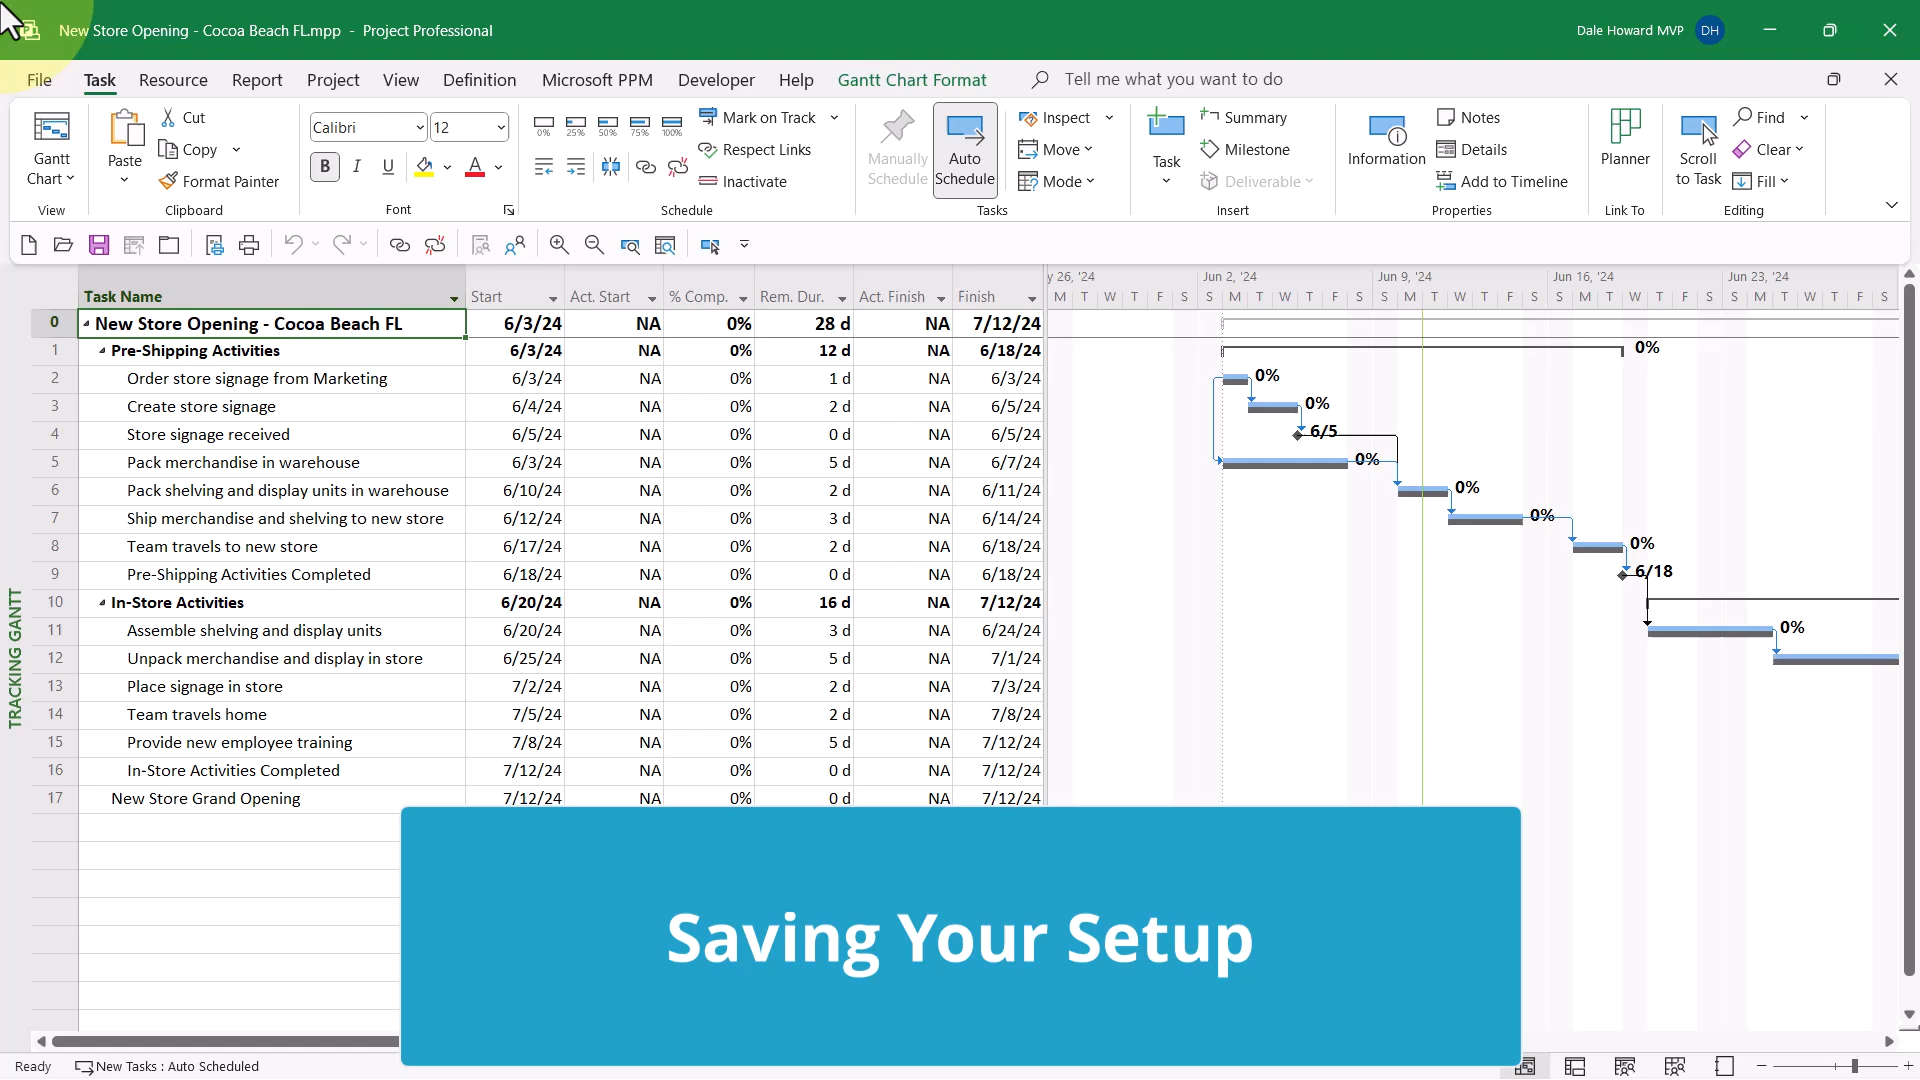 New Store Opening - Cocoa Beach FL.mpp - Project Professional
Dale Howard MVP DH
File Task Resource Report Project View Definition Microsoft PPM Developer Help Gantt Chart Format Tell me what you want to do
Gantt Chart
View
Paste
Cut
Copy
Format Painter
Clipboard
Calibri 12
B I U A
Font
0% 25% 50% 75% 100%
Mark on Track
Respect Links
Inactivate
Schedule
Manually Schedule
Auto Schedule
Inspect
Move
Mode
Tasks
Task
Summary
Milestone
Deliverable
Insert
Information
Notes
Details
Add to Timeline
Properties
Planner
Link To
Scroll to Task
Find
Clear
Fill
Editing
Task Name Start Act. Start % Comp. Rem. Dur. Act. Finish Finish
y 26, '24 Jun 2, '24 Jun 9, '24 Jun 16, '24 Jun 23, '24
M T W T F S S M T W T F S S M T W T F S S M T W T F S S M T W T F S
0 New Store Opening - Cocoa Beach FL 6/3/24 NA 0% 28 d NA 7/12/24
1 Pre-Shipping Activities 6/3/24 NA 0% 12 d NA 6/18/24 0%
2 Order store signage from Marketing 6/3/24 NA 0% 1 d NA 6/3/24 0%
3 Create store signage 6/4/24 NA 0% 2 d NA 6/5/24 0%
4 Store signage received 6/5/24 NA 0% 0 d NA 6/5/24 6/5
5 Pack merchandise in warehouse 6/3/24 NA 0% 5 d NA 6/7/24 0%
6 Pack shelving and display units in warehouse 6/10/24 NA 0% 2 d NA 6/11/24 0%
7 Ship merchandise and shelving to new store 6/12/24 NA 0% 3 d NA 6/14/24 0%
8 Team travels to new store 6/17/24 NA 0% 2 d NA 6/18/24 0%
9 Pre-Shipping Activities Completed 6/18/24 NA 0% 0 d NA 6/18/24 6/18
10 In-Store Activities 6/20/24 NA 0% 16 d NA 7/12/24
11 Assemble shelving and display units 6/20/24 NA 0% 3 d NA 6/24/24 0%
12 Unpack merchandise and display in store 6/25/24 NA 0% 5 d NA 7/1/24
13 Place signage in store 7/2/24 NA 0% 2 d NA 7/3/24
14 Team travels home 7/5/24 NA 0% 2 d NA 7/8/24
15 Provide new employee training 7/8/24 NA 0% 5 d NA 7/12/24
16 In-Store Activities Completed 7/12/24 NA 0% 0 d NA 7/12/24
17 New Store Grand Opening 7/12/24 NA 0% 0 d NA 7/12/24
TRACKING GANTT
Saving Your Setup
Ready New Tasks : Auto Scheduled